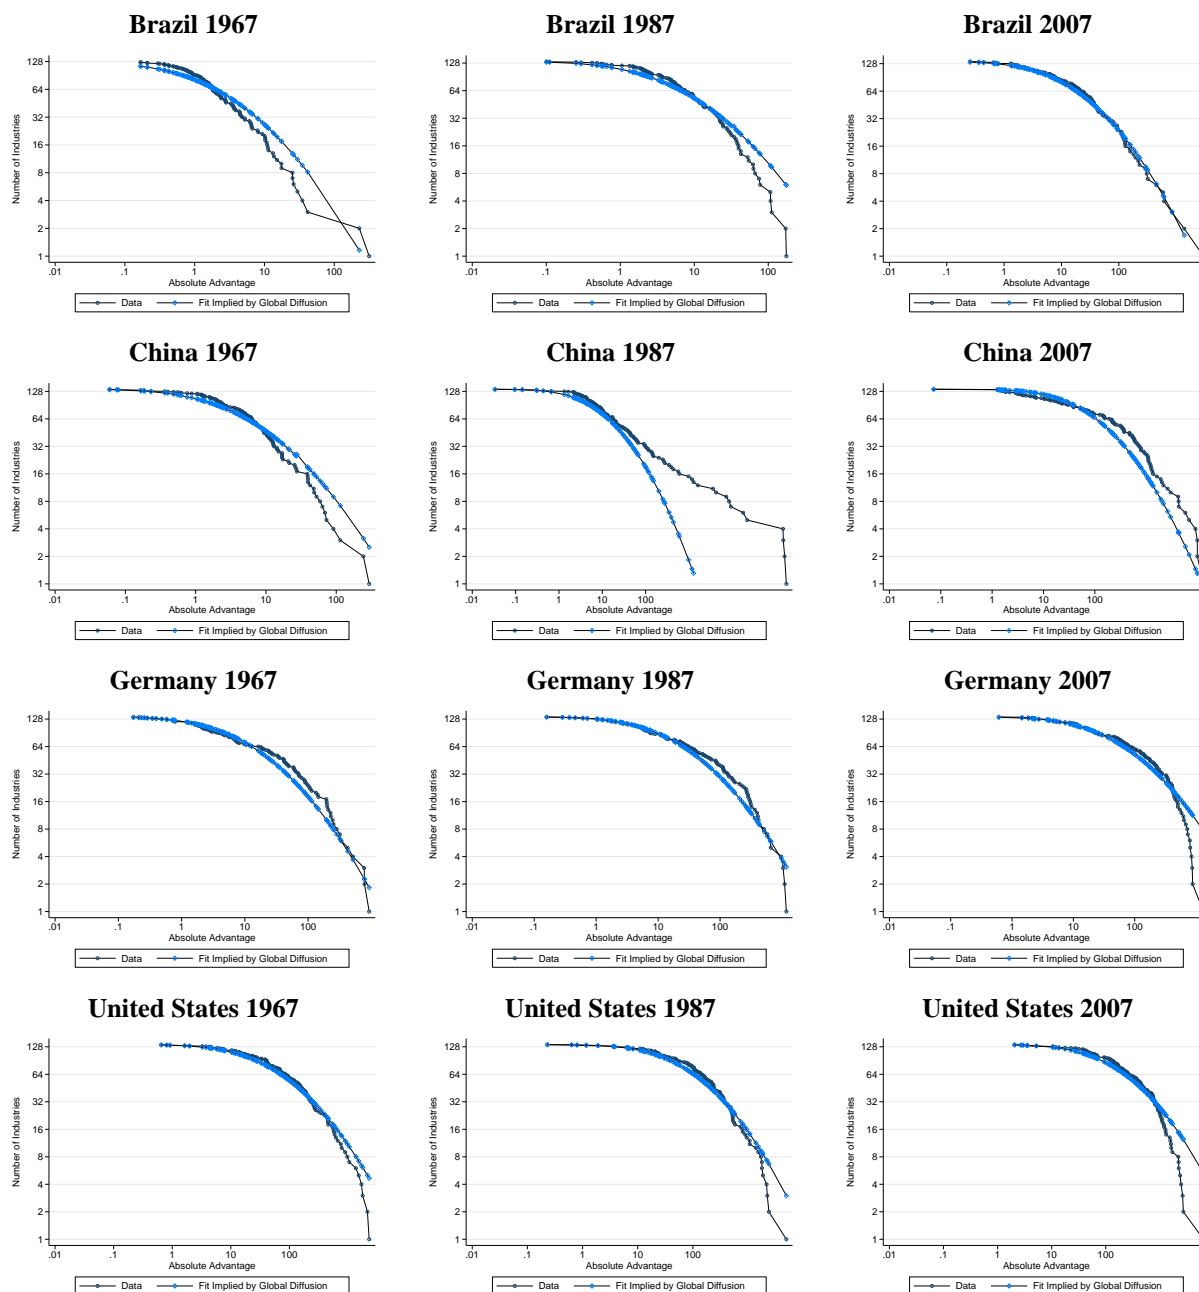 Brazil 1967
Brazil 1987
Brazil 2007
Number of Industries
128
64
32
16
8
4
2
1
.01 .1 1 10 100
Absolute Advantage
Data Fit Implied by Global Diffusion
Number of Industries
128
64
32
16
8
4
2
1
.01 .1 1 10 100
Absolute Advantage
Data Fit Implied by Global Diffusion
Number of Industries
128
64
32
16
8
4
2
1
.01 .1 1 10 100
Absolute Advantage
Data Fit Implied by Global Diffusion
China 1967
China 1987
China 2007
Number of Industries
128
64
32
16
8
4
2
1
.01 .1 1 10 100
Absolute Advantage
Data Fit Implied by Global Diffusion
Number of Industries
128
64
32
16
8
4
2
1
.01 .1 1 10 100
Absolute Advantage
Data Fit Implied by Global Diffusion
Number of Industries
128
64
32
16
8
4
2
1
.01 .1 1 10 100
Absolute Advantage
Data Fit Implied by Global Diffusion
Germany 1967
Germany 1987
Germany 2007
Number of Industries
128
64
32
16
8
4
2
1
.01 .1 1 10 100
Absolute Advantage
Data Fit Implied by Global Diffusion
Number of Industries
128
64
32
16
8
4
2
1
.01 .1 1 10 100
Absolute Advantage
Data Fit Implied by Global Diffusion
Number of Industries
128
64
32
16
8
4
2
1
.01 .1 1 10 100
Absolute Advantage
Data Fit Implied by Global Diffusion
United States 1967
United States 1987
United States 2007
Number of Industries
128
64
32
16
8
4
2
1
.01 .1 1 10 100
Absolute Advantage
Data Fit Implied by Global Diffusion
Number of Industries
128
64
32
16
8
4
2
1
.01 .1 1 10 100
Absolute Advantage
Data Fit Implied by Global Diffusion
Number of Industries
128
64
32
16
8
4
2
1
.01 .1 1 10 100
Absolute Advantage
Data Fit Implied by Global Diffusion